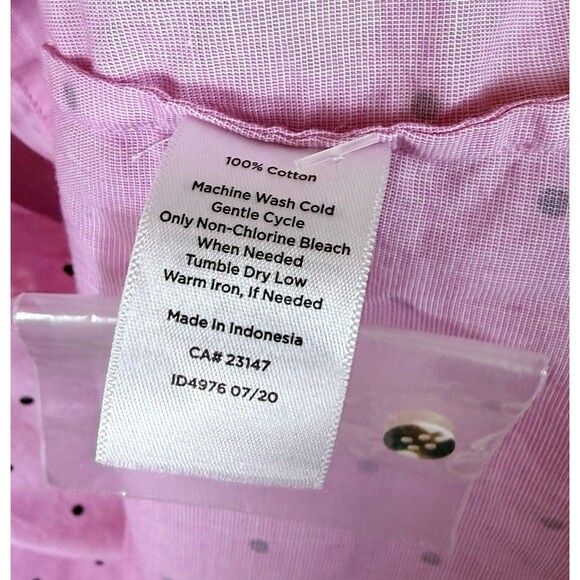 100% Cotton
Machine Wash Cold
Gentle Cycle
Only Non-Chlorine Bleach
When Needed
Tumble Dry Low
Warm Iron, If Needed
Made In Indonesia
CA# 23147
ID4976 07/20